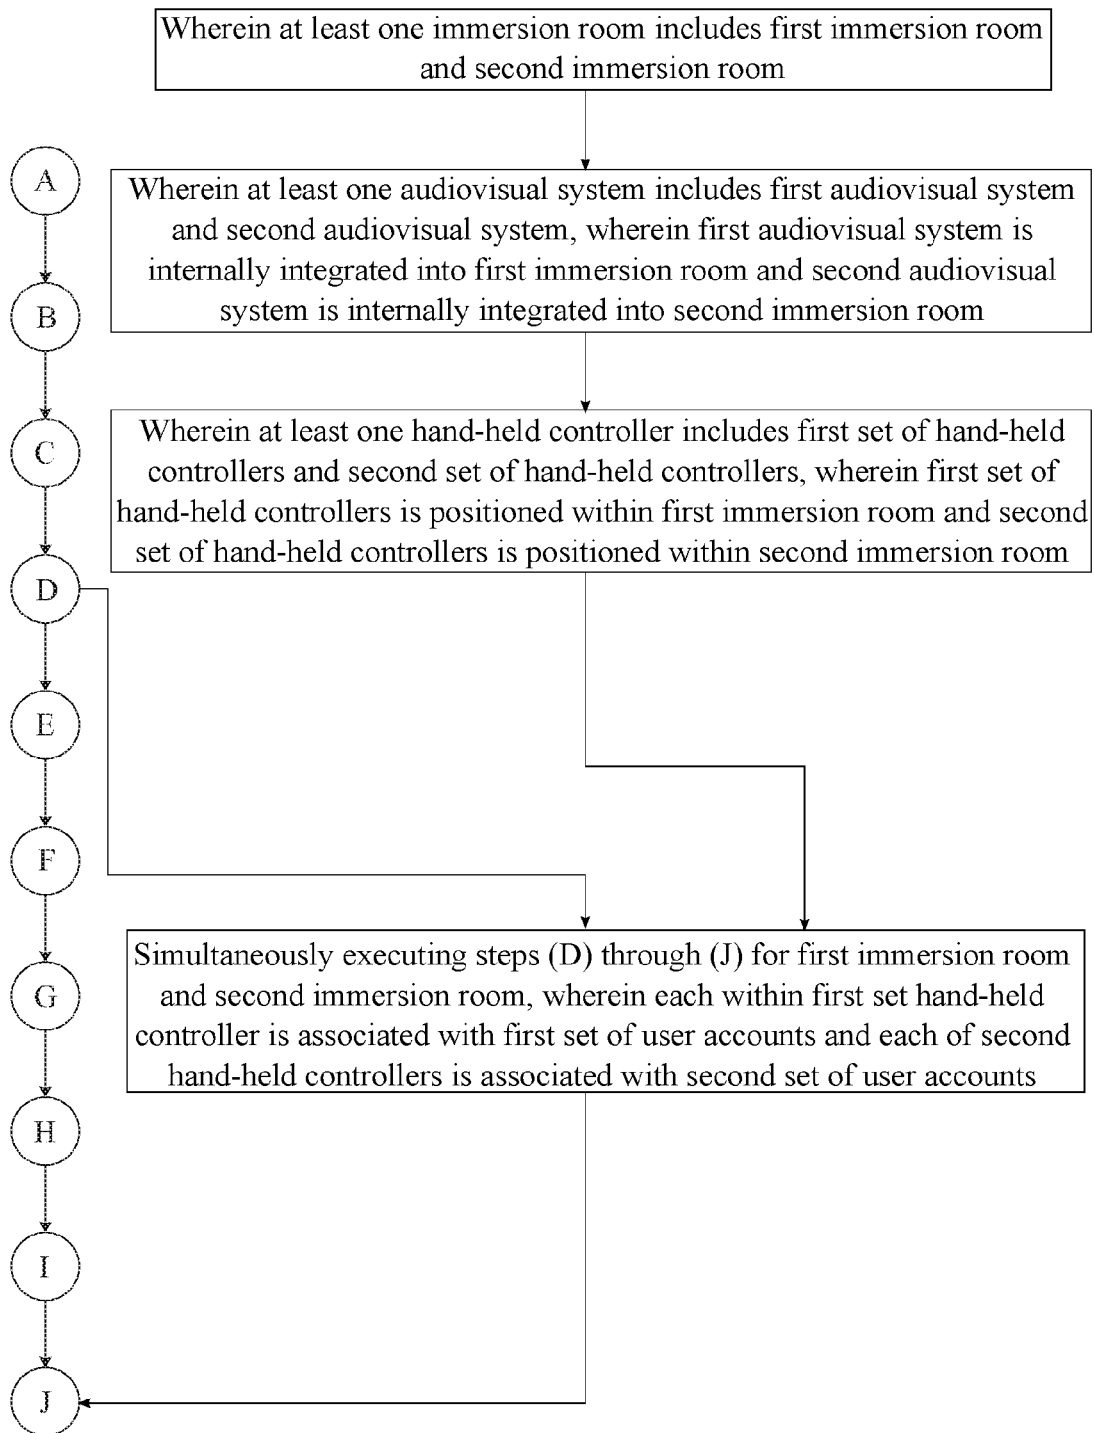 Wherein at least one immersion room includes first immersion room
and second immersion room
A
Wherein at least one audiovisual system includes first audiovisual system
and second audiovisual system, wherein first audiovisual system is
internally integrated into first immersion room and second audiovisual
system is internally integrated into second immersion room
B
C
Wherein at least one hand-held controller includes first set of hand-held
controllers and second set of hand-held controllers, wherein first set of
hand-held controllers is positioned within first immersion room and second
set of hand-held controllers is positioned within second immersion room
D
E
F
Simultaneously executing steps (D) through (J) for first immersion room
and second immersion room, wherein each within first set hand-held
controller is associated with first set of user accounts and each of second
hand-held controllers is associated with second set of user accounts
G
H
I
J